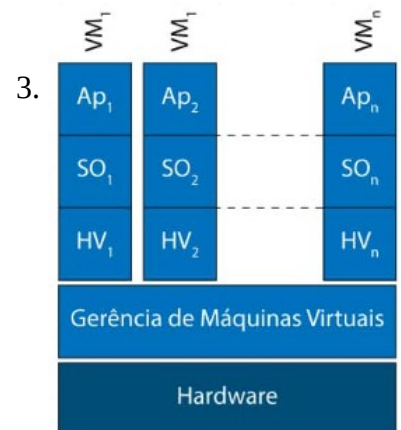 VM1 VM1 VMn
3.
Ap1 Ap2 Apn
SO1 SO2 SOn
HV1 HV2 HVn
Gerência de Máquinas Virtuais
Hardware